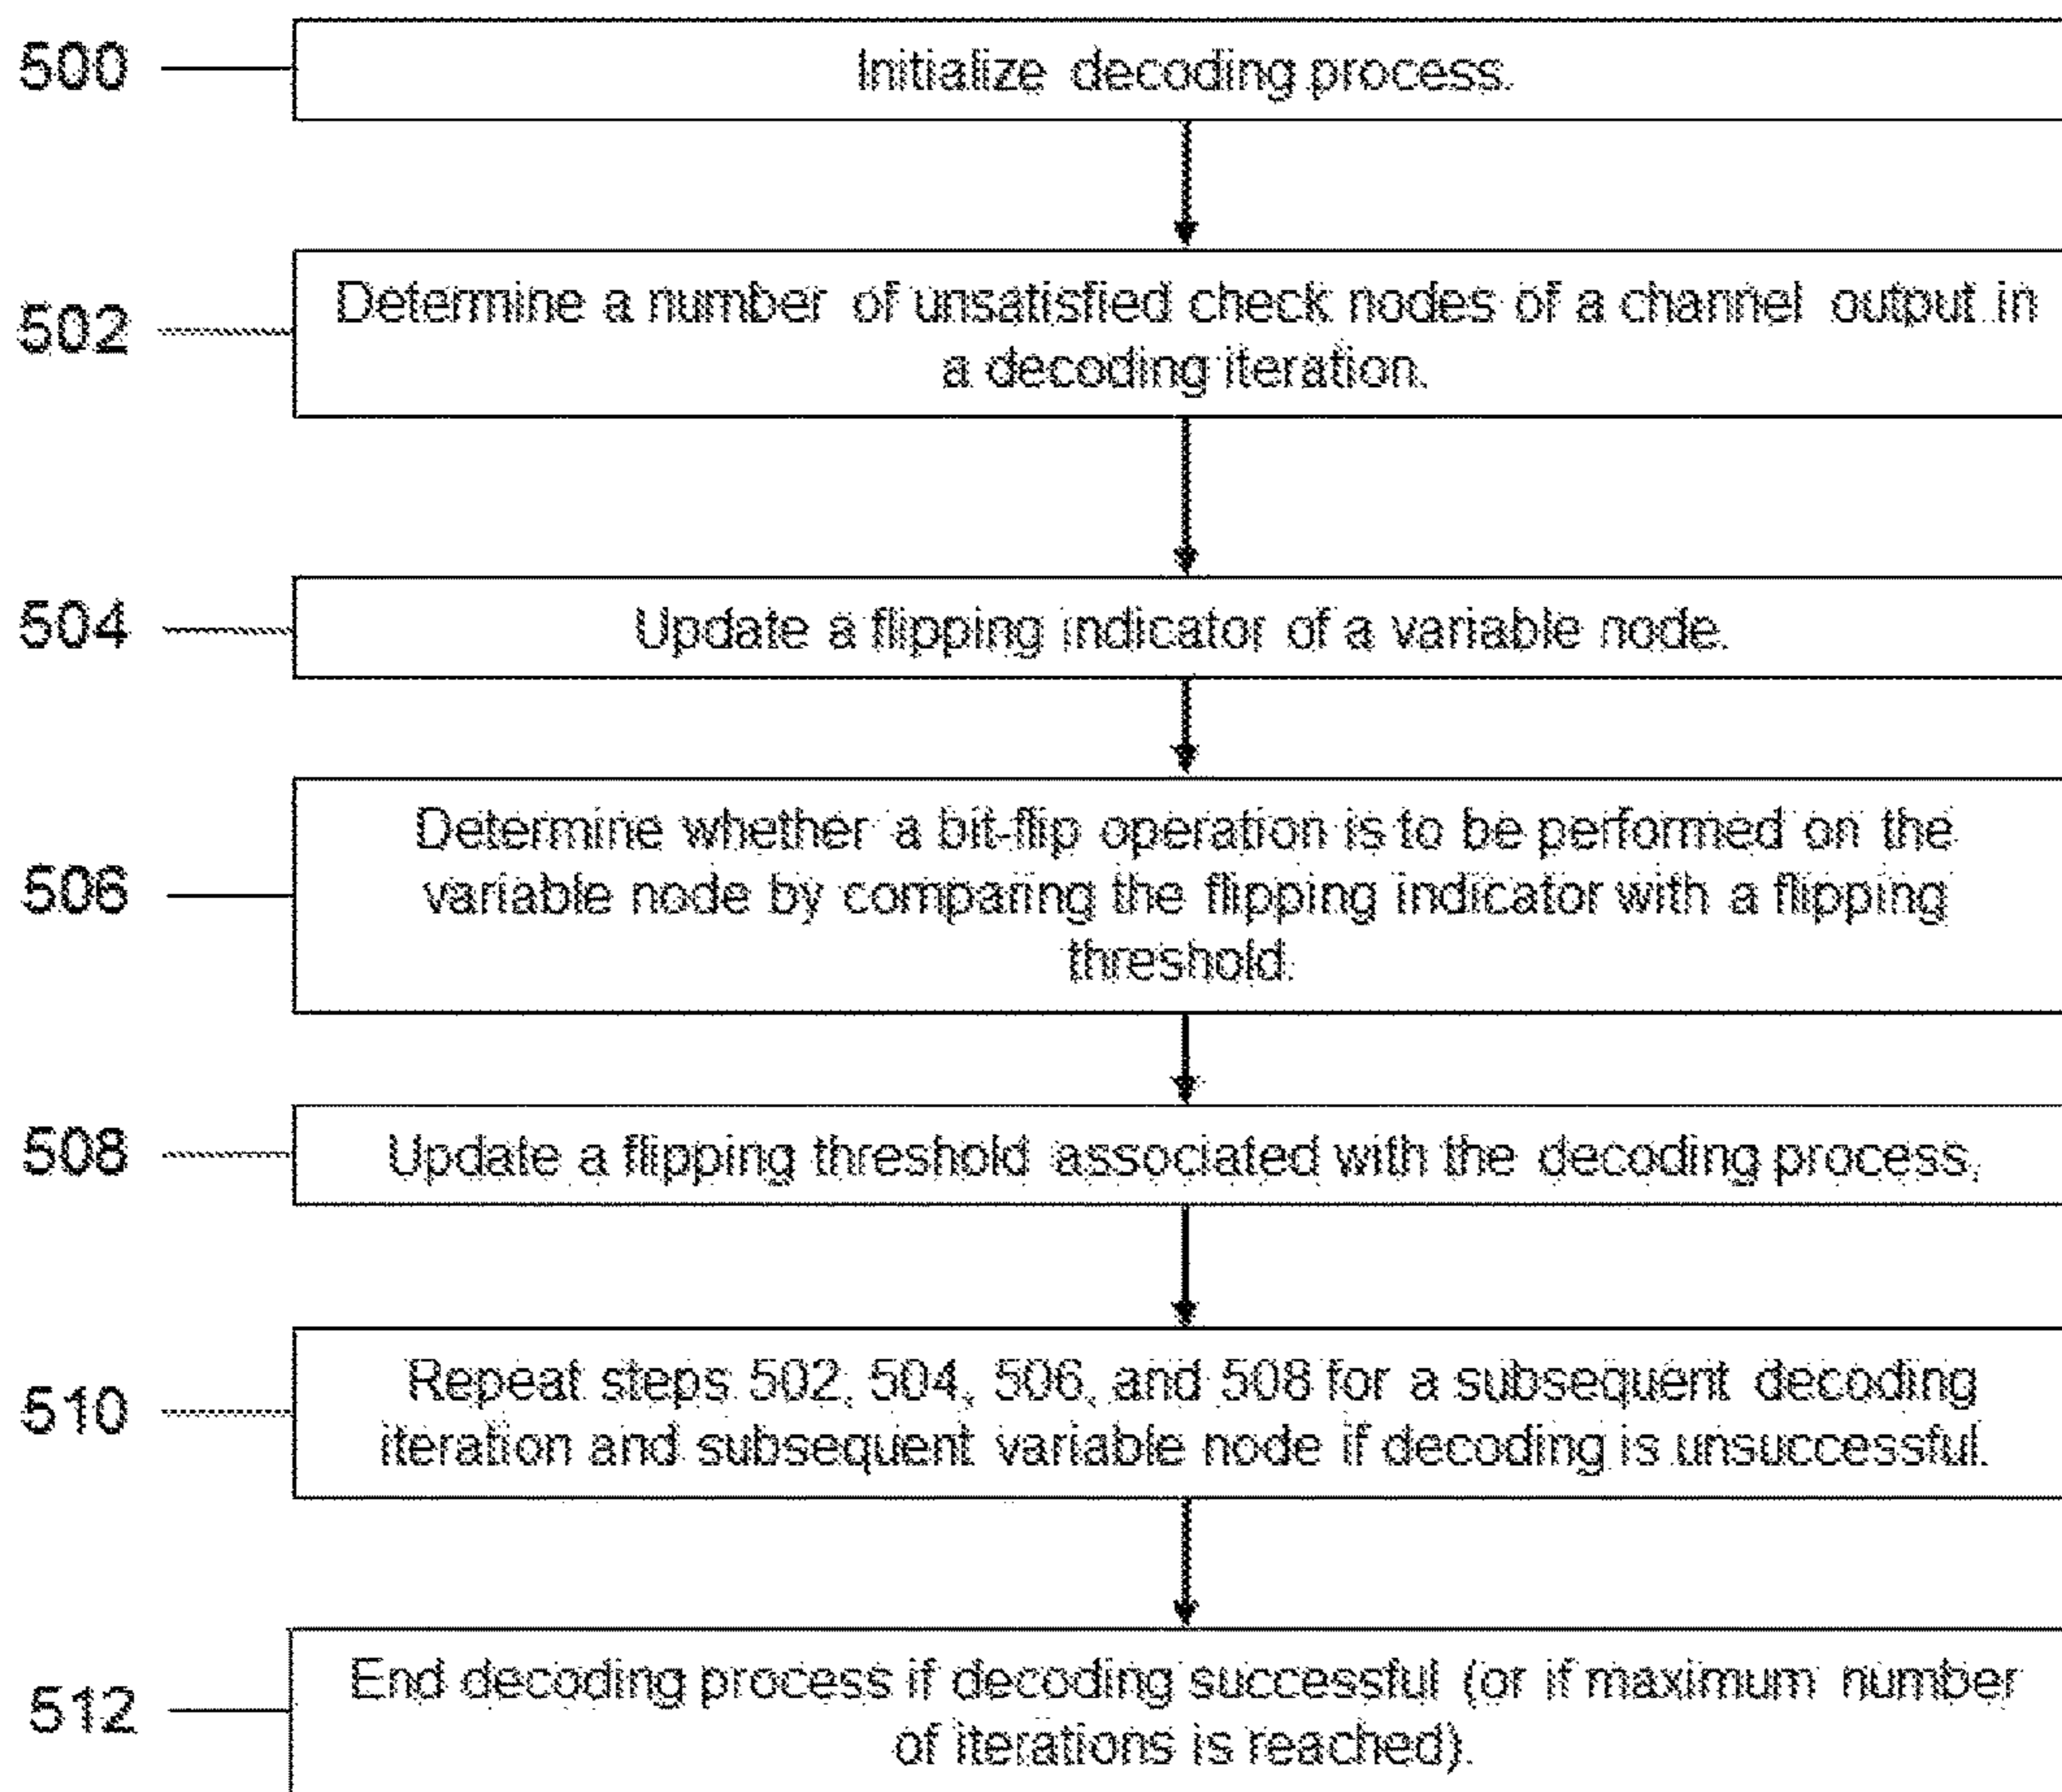 500
Initialize decoding process.
502
Determine a number of unsatisfied check nodes of a channel output in
a decoding iteration.
504
Update a flipping indicator of a variable node.
506
Determine whether a bit-flip operation is to be performed on the
variable node by comparing the flipping indicator with a flipping
threshold.
508
Update a flipping threshold associated with the decoding process.
510
Repeat steps 502, 504, 506, and 508 for a subsequent decoding
iteration and subsequent variable node if decoding is unsuccessful.
512
End decoding process if decoding successful (or if maximum number
of iterations is reached).